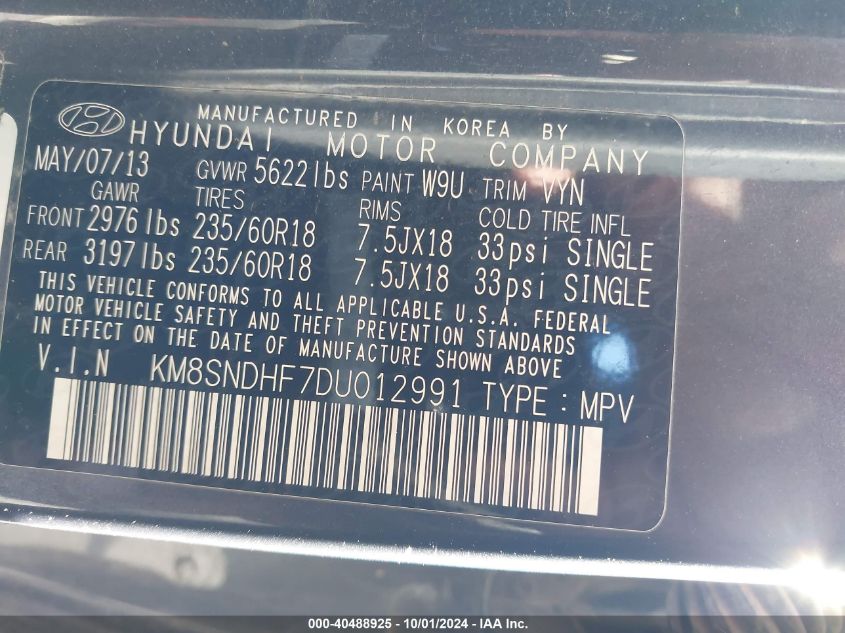 MANUFACTURED IN KOREA BY
HYUNDAI MOTOR COMPANY
MAY/07/13 GVWR 5622lbs PAINT W9U TRIM VYN
GAWR TIRES RIMS COLD TIRE INFL
FRONT 2976lbs 235/60R18 7.5JX18 33psi SINGLE
REAR 3197lbs 235/60R18 7.5JX18 33psi SINGLE
THIS VEHICLE CONFORMS TO ALL APPLICABLE U.S.A. FEDERAL
MOTOR VEHICLE SAFETY AND THEFT PREVENTION STANDARDS
IN EFFECT ON THE DATE OF MANUFACTURE SHOWN ABOVE
V.I.N KM8SNDHF7DU012991 TYPE : MPV
000-40488925 - 10/01/2024 - IAA Inc.